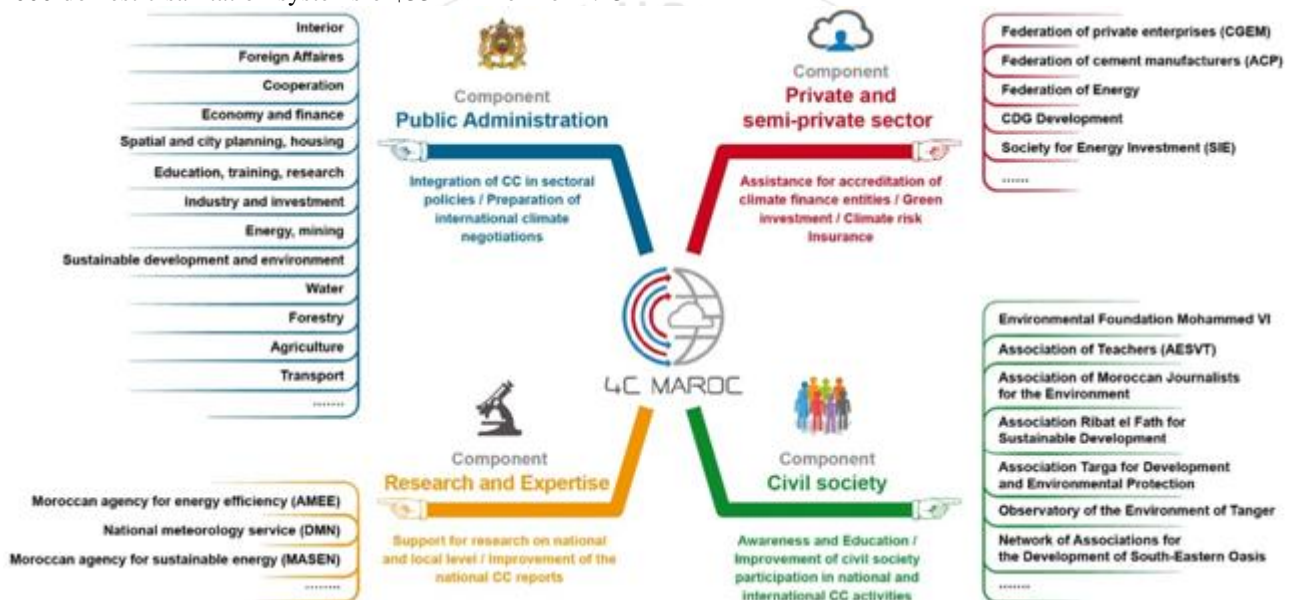 Interior
Foreign Affaires
Cooperation
Economy and finance
Spatial and city planning, housing
Education, training, research
Industry and investment
Energy, mining
Sustainable development and environment
Water
Forestry
Agriculture
Transport
........
Component
Public Administration
Integration of CC in sectoral
policies / Preparation of
international climate
negotiations
Component
Private and
semi-private sector
Assistance for accreditation of
climate finance entities / Green
investment / Climate risk
Insurance
Federation of private enterprises (CGEM)
Federation of cement manufacturers (ACP)
Federation of Energy
CDG Development
Society for Energy Investment (SIE)
......
4C MAROC
Component
Research and Expertise
Support for research on national
and local level / Improvement of the
national CC reports
Moroccan agency for energy efficiency (AMEE)
National meteorology service (DMN)
Moroccan agency for sustainable energy (MASEN)
........
Component
Civil society
Awareness and Education /
Improvement of civil society
participation in national and
international CC activities
Environmental Foundation Mohammed VI
Association of Teachers (AESVT)
Association of Moroccan Journalists
for the Environment
Association Ribat el Fath for
Sustainable Development
Association Targa for Development
and Environmental Protection
Observatory of the Environment of Tanger
Network of Associations for
the Development of South-Eastern Oasis
.......